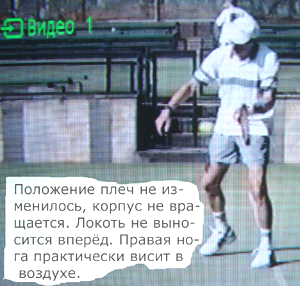 Видео 1
Положение плеч не из-
менилось, корпус не вра-
щается. Локоть не выно-
сится вперёд. Правая но-
га практически висит в
воздухе.